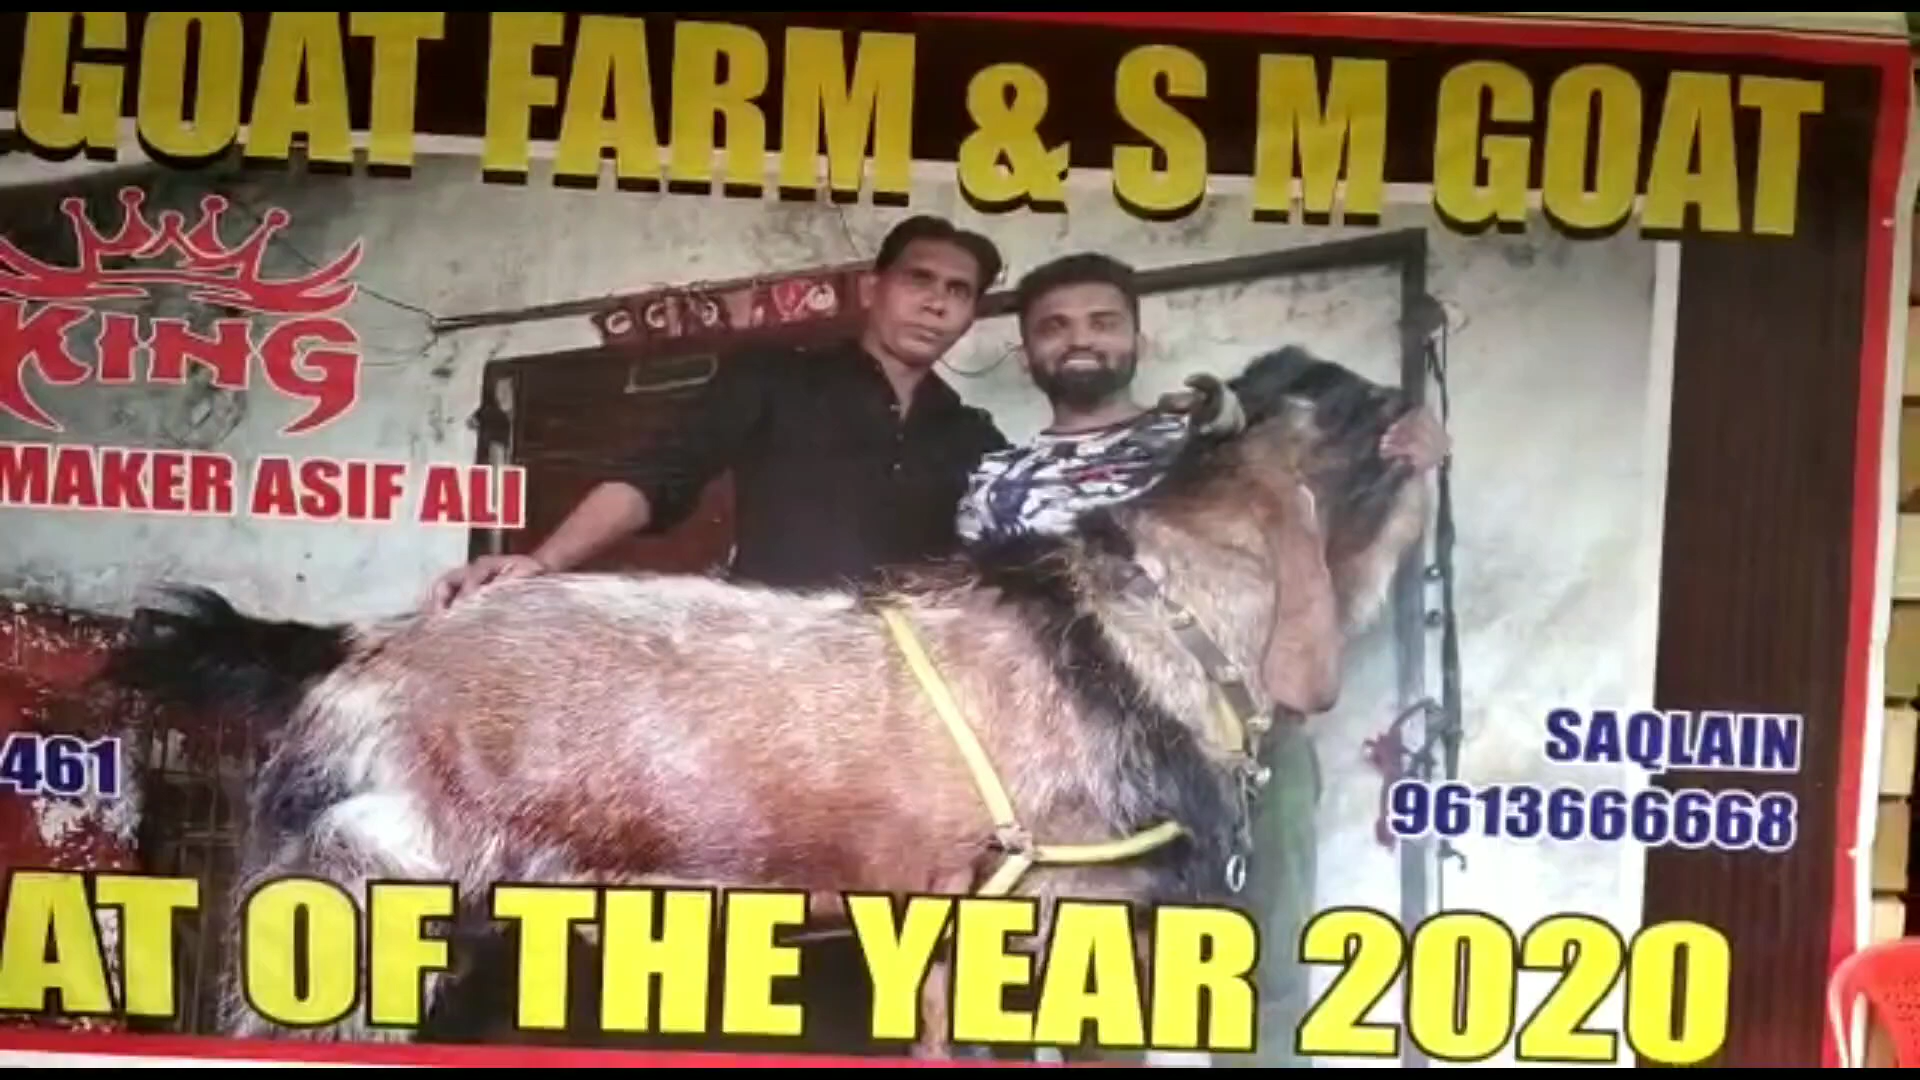 GOAT FARM & S M GOAT
KING
MAKER ASIF ALI
461
SAQLAIN
9613666668
AT OF THE YEAR 2020